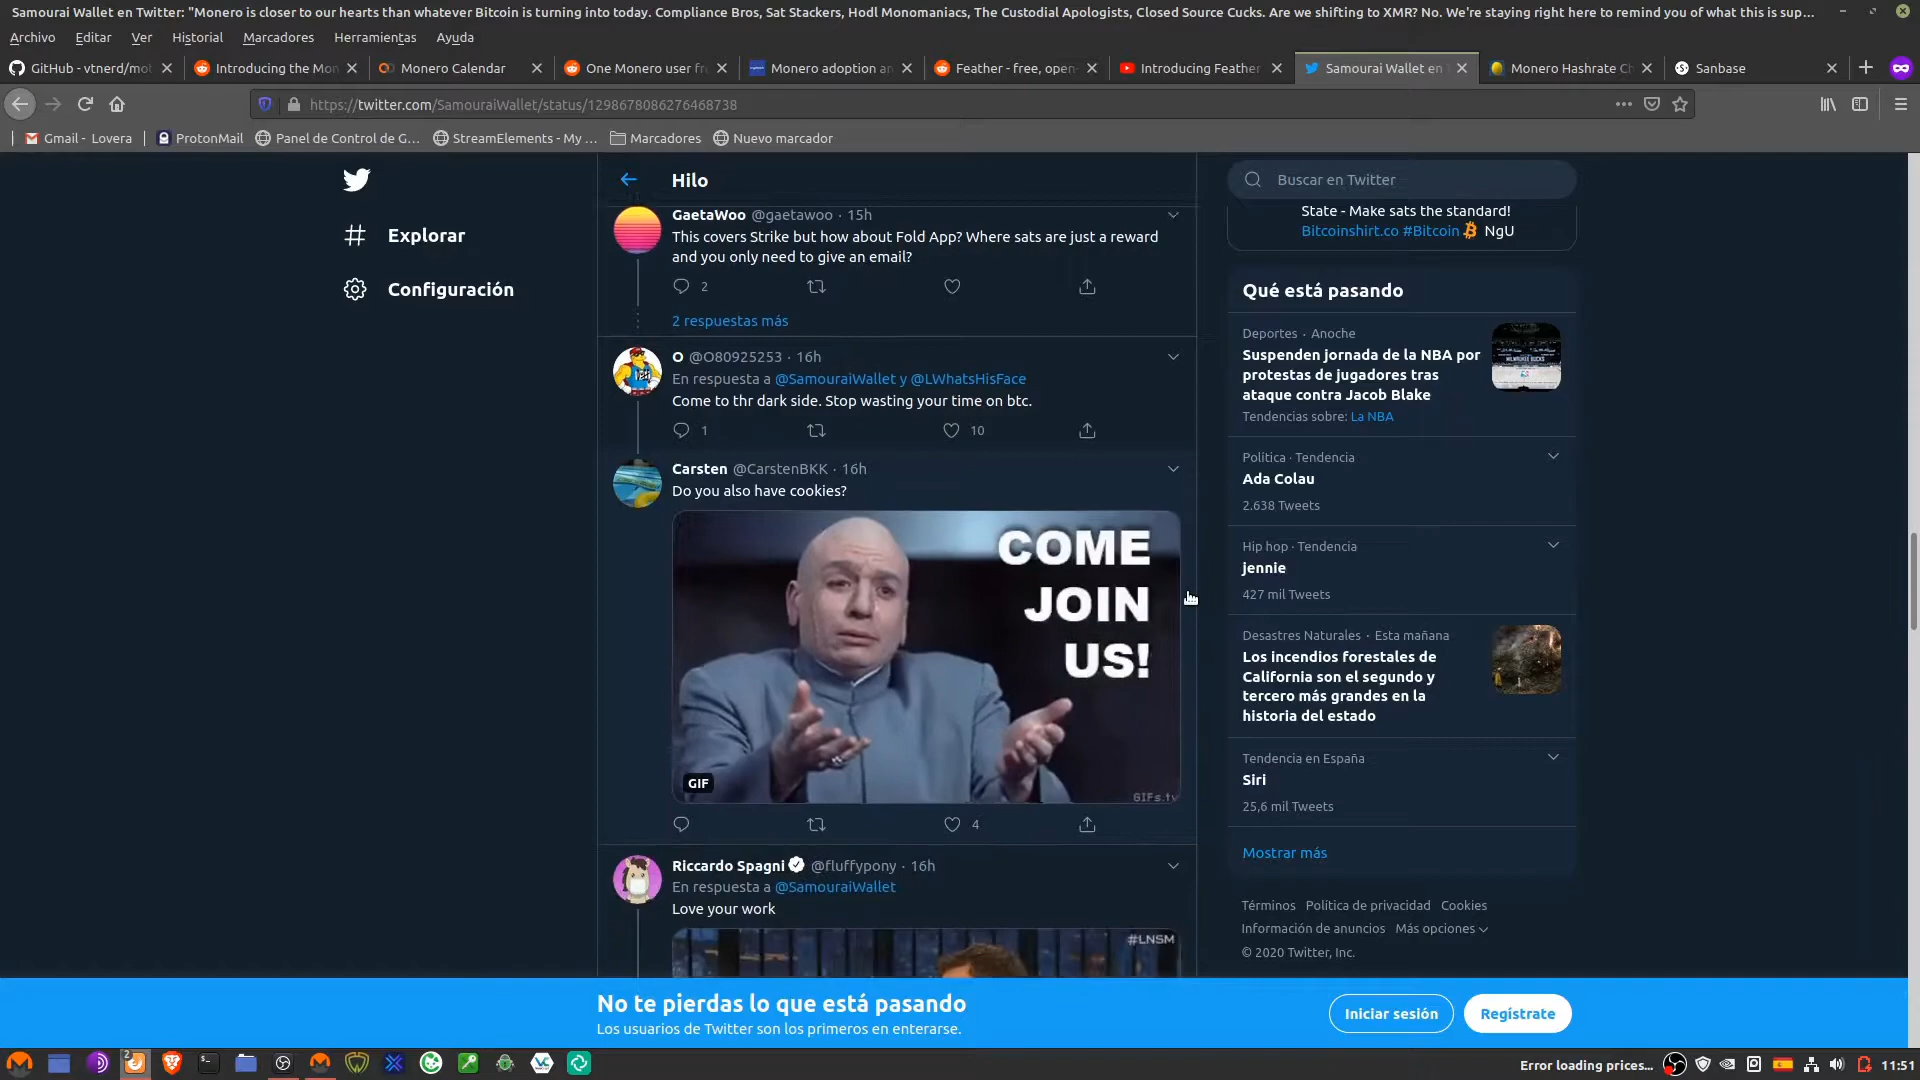 Samourai Wallet en Twitter: "Monero is closer to our hearts than whatever Bitcoin is turning into today. Compliance Bros, Sat Stackers, Hodl Monomaniacs, The Custodial Apologists, Closed Source Cucks. Are we shifting to XMR? No. We're staying right here to remind you of what this is sup...
Archivo Editar Ver Historial Marcadores Herramientas Ayuda
GitHub - vtnerd/mo Introducing the Mon Monero Calendar One Monero user fr Monero adoption an Feather - free, open- Introducing Feather Samourai Wallet en Monero Hashrate Ch Sanbase
https://twitter.com/SamouraiWallet/status/1298678086276468738
Gmail - Lovera ProtonMail Panel de Control de G... StreamElements - My ... Marcadores Nuevo marcador
Explorar
Configuración
Hilo
GaetaWoo @gaetawoo · 15h
This covers Strike but how about Fold App? Where sats are just a reward
and you only need to give an email?
2
2 respuestas más
O @O80925253 · 16h
En respuesta a @SamouraiWallet y @LWhatsHisFace
Come to thr dark side. Stop wasting your time on btc.
1 10
Carsten @CarstenBKK · 16h
Do you also have cookies?
COME
JOIN
US!
GIF
GIFs.tv
4
Riccardo Spagni @fluffypony · 16h
En respuesta a @SamouraiWallet
Love your work
#LNSM
Buscar en Twitter
State - Make sats the standard!
Bitcoinshirt.co #Bitcoin NgU
Qué está pasando
Deportes · Anoche
Suspenden jornada de la NBA por
protestas de jugadores tras
ataque contra Jacob Blake
Tendencias sobre: La NBA
Política · Tendencia
Ada Colau
2.638 Tweets
Hip hop · Tendencia
jennie
427 mil Tweets
Desastres Naturales · Esta mañana
Los incendios forestales de
California son el segundo y
tercero más grandes en la
historia del estado
Tendencia en España
Siri
25,6 mil Tweets
Mostrar más
Términos Política de privacidad Cookies
Información de anuncios Más opciones
© 2020 Twitter, Inc.
No te pierdas lo que está pasando
Los usuarios de Twitter son los primeros en enterarse.
Iniciar sesión Regístrate
2
Error loading prices... 11:51